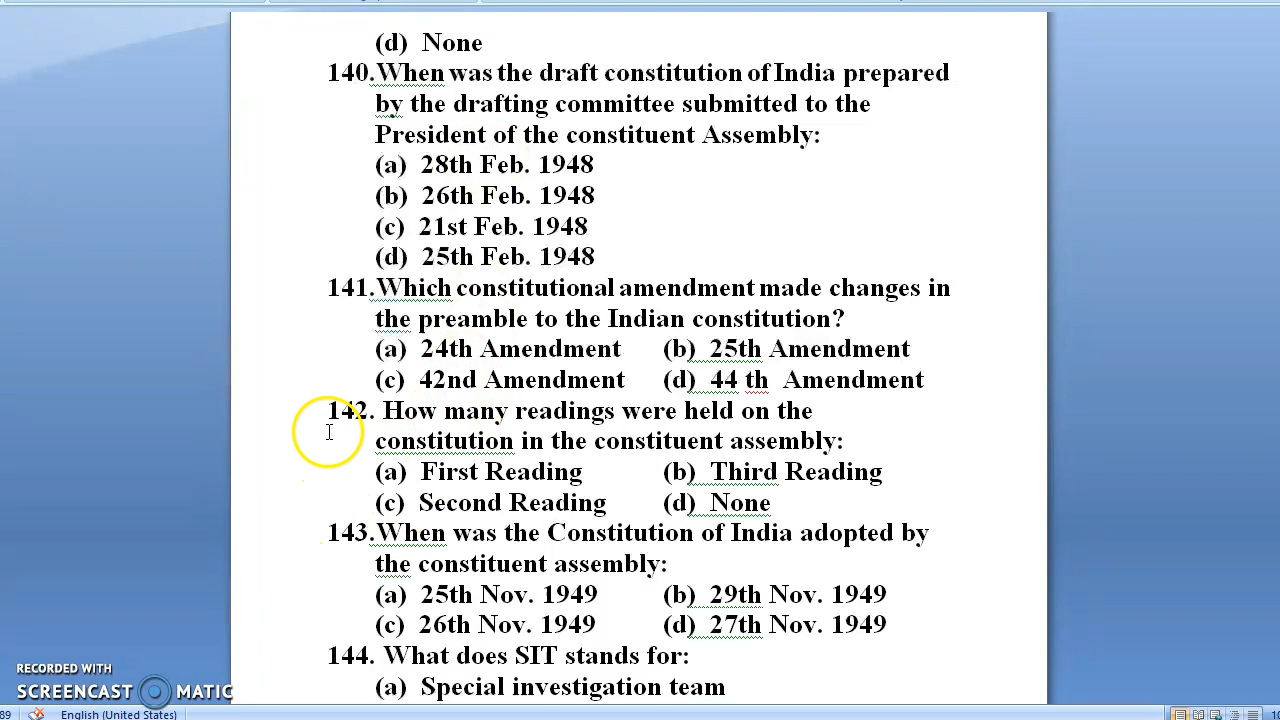 (d) None
140.When was the draft constitution of India prepared
by the drafting committee submitted to the
President of the constituent Assembly:
(a) 28th Feb. 1948
(b) 26th Feb. 1948
(c) 21st Feb. 1948
(d) 25th Feb. 1948
141.Which constitutional amendment made changes in
the preamble to the Indian constitution?
(a) 24th Amendment (b) 25th Amendment
(c) 42nd Amendment (d) 44 th Amendment
142. How many readings were held on the
constitution in the constituent assembly:
(a) First Reading (b) Third Reading
(c) Second Reading (d) None
143.When was the Constitution of India adopted by
the constituent assembly:
(a) 25th Nov. 1949 (b) 29th Nov. 1949
(c) 26th Nov. 1949 (d) 27th Nov. 1949
144. What does SIT stands for:
(a) Special investigation team
RECORDED WITH
SCREENCAST MATIC
89 English (United States) 10